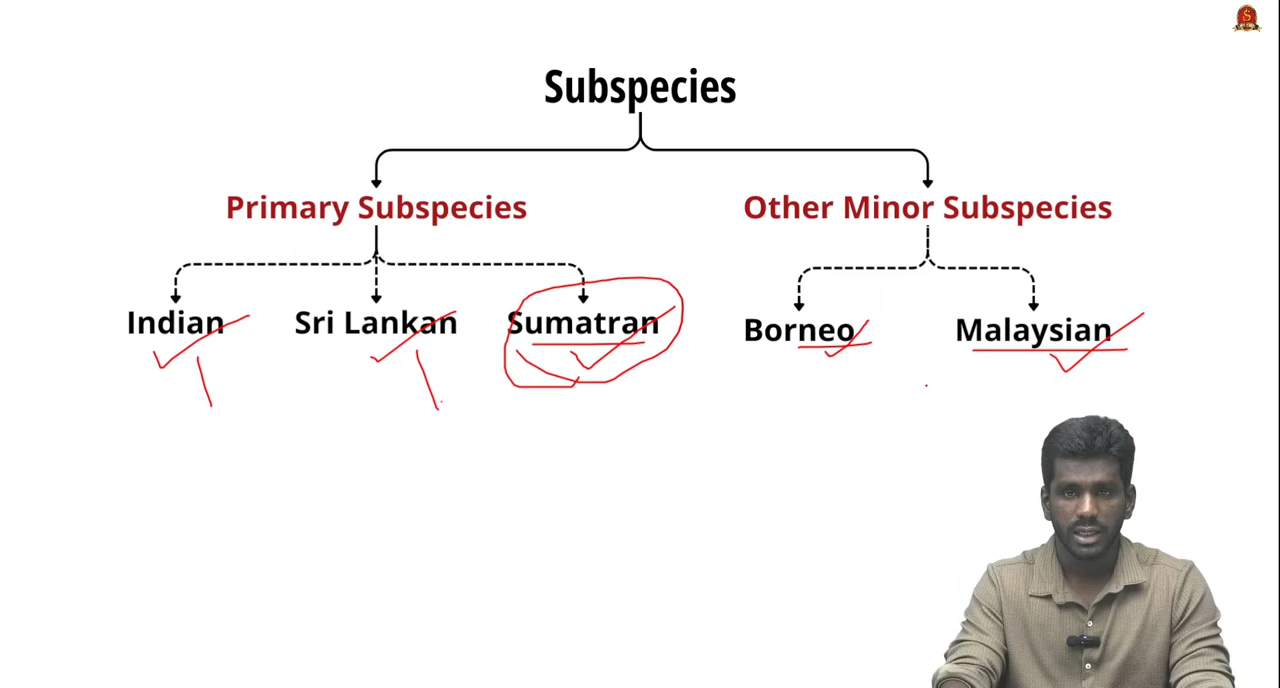 Subspecies
Primary Subspecies
Other Minor Subspecies
Indian
Sri Lankan
Sumatran
Borneo
Malaysian